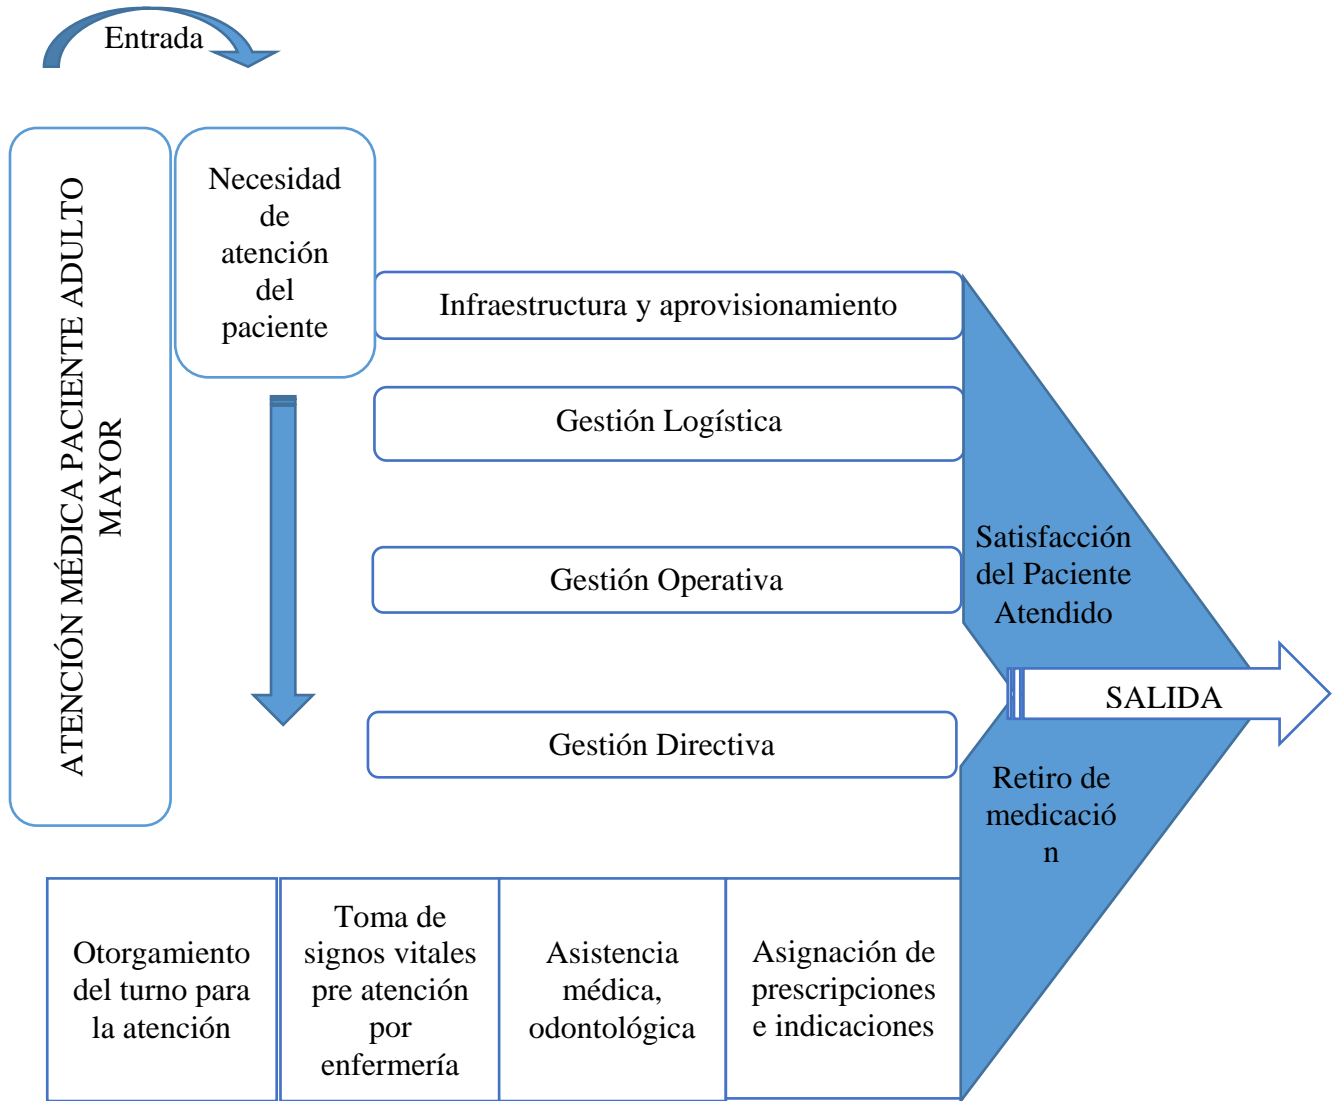 Entrada
ATENCIÓN MÉDICA PACIENTE ADULTO
MAYOR
Necesidad
de
atención
del
paciente
Infraestructura y aprovisionamiento
Gestión Logística
Gestión Operativa
Gestión Directiva
Satisfacción
del Paciente
Atendido
SALIDA
Retiro de
medicació
n
Otorgamiento
del turno para
la atención
Toma de
signos vitales
pre atención
por
enfermería
Asistencia
médica,
odontológica
Asignación de
prescripciones
e indicaciones